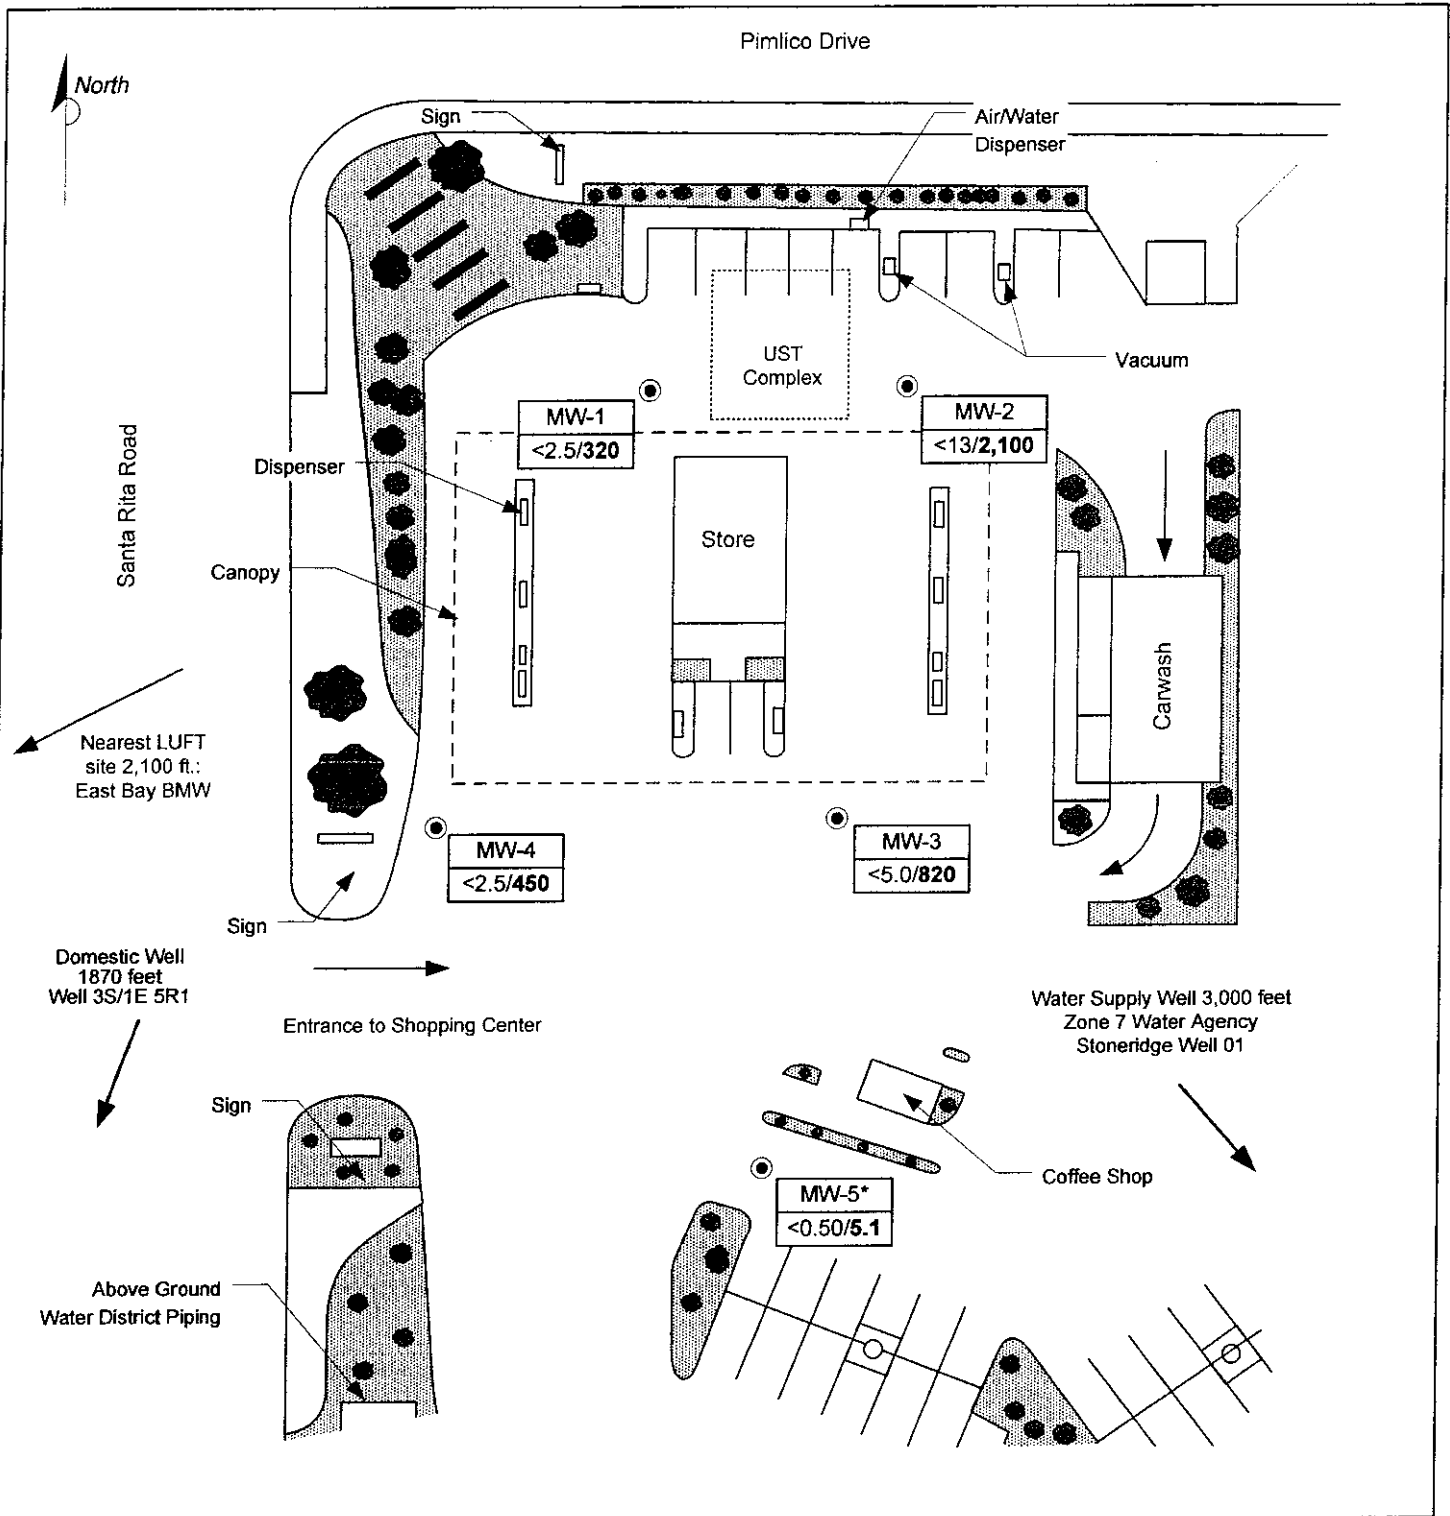 Pimlico Drive
North
Sign
Air/Water
Dispenser
UST
Complex
Vacuum
MW-1
<2.5/320
MW-2
<13/2,100
Dispenser
Santa Rita Road
Store
Canopy
Carwash
Nearest LUFT
site 2,100 ft.:
East Bay BMW
MW-4
<2.5/450
MW-3
<5.0/820
Sign
Domestic Well
1870 feet
Well 3S/1E 5R1
Entrance to Shopping Center
Water Supply Well 3,000 feet
Zone 7 Water Agency
Stoneridge Well 01
Sign
Coffee Shop
MW-5*
<0.50/5.1
Above Ground
Water District Piping